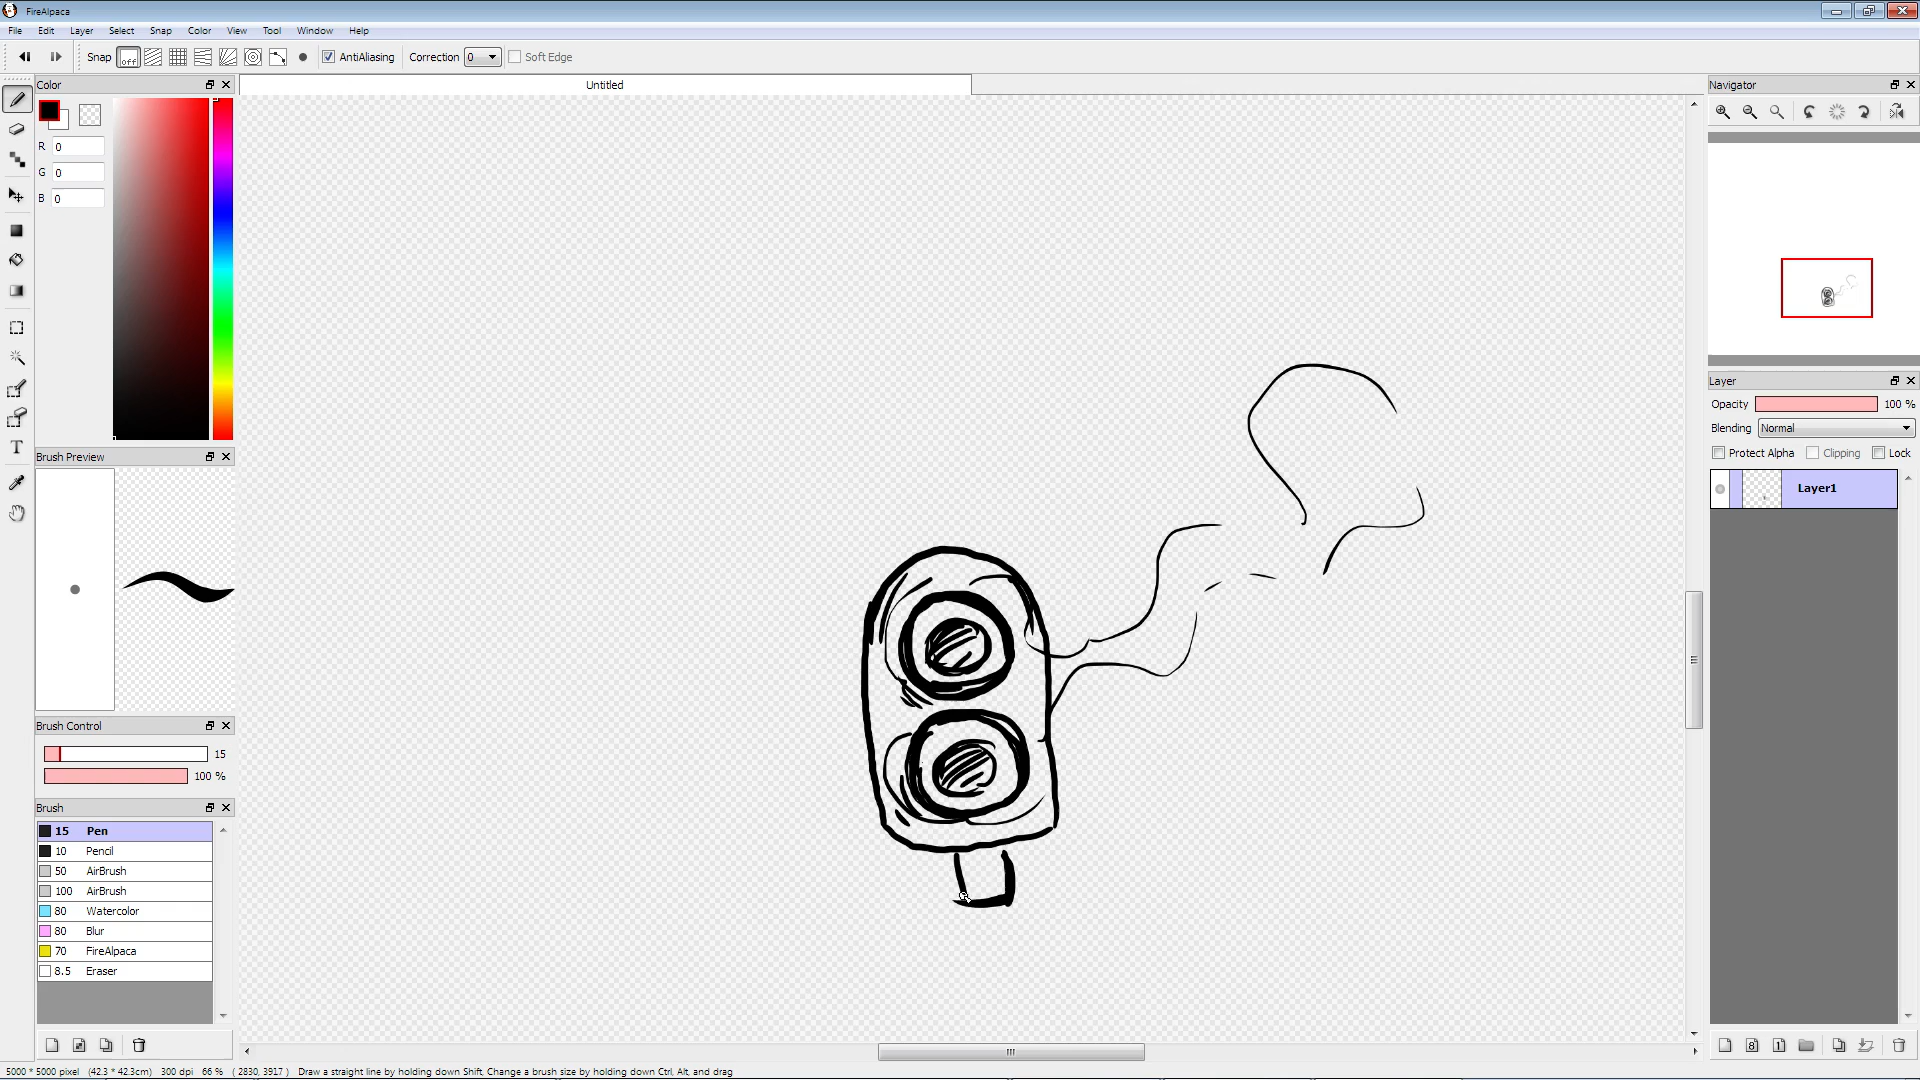 FireAlpaca
File Edit Layer Select Snap Color View Tool Window Help
Snap off AntiAliasing Correction 0 Soft Edge
Color Untitled Navigator
R 0
G 0
B 0
Layer
Opacity 100 %
Blending Normal
Protect Alpha Clipping Lock
Brush Preview
Layer1
Brush Control
15
100 %
Brush
15 Pen
10 Pencil
50 AirBrush
100 AirBrush
80 Watercolor
80 Blur
70 FireAlpaca
8.5 Eraser
8 1
5000 * 5000 pixel (42.3 * 42.3cm) 300 dpi 66 % ( 2830, 3917 ) Draw a straight line by holding down Shift, Change a brush size by holding down Ctrl, Alt, and drag